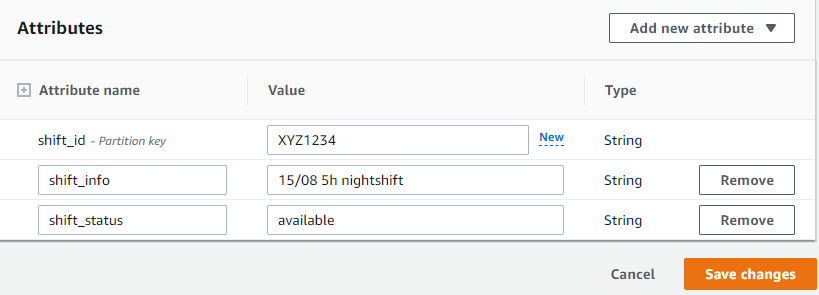 Attributes
Add new attribute
Attribute name Value Type
shift_id - Partition key XYZ1234 New String
shift_info 15/08 5h nightshift String Remove
shift_status available String Remove
Cancel Save changes